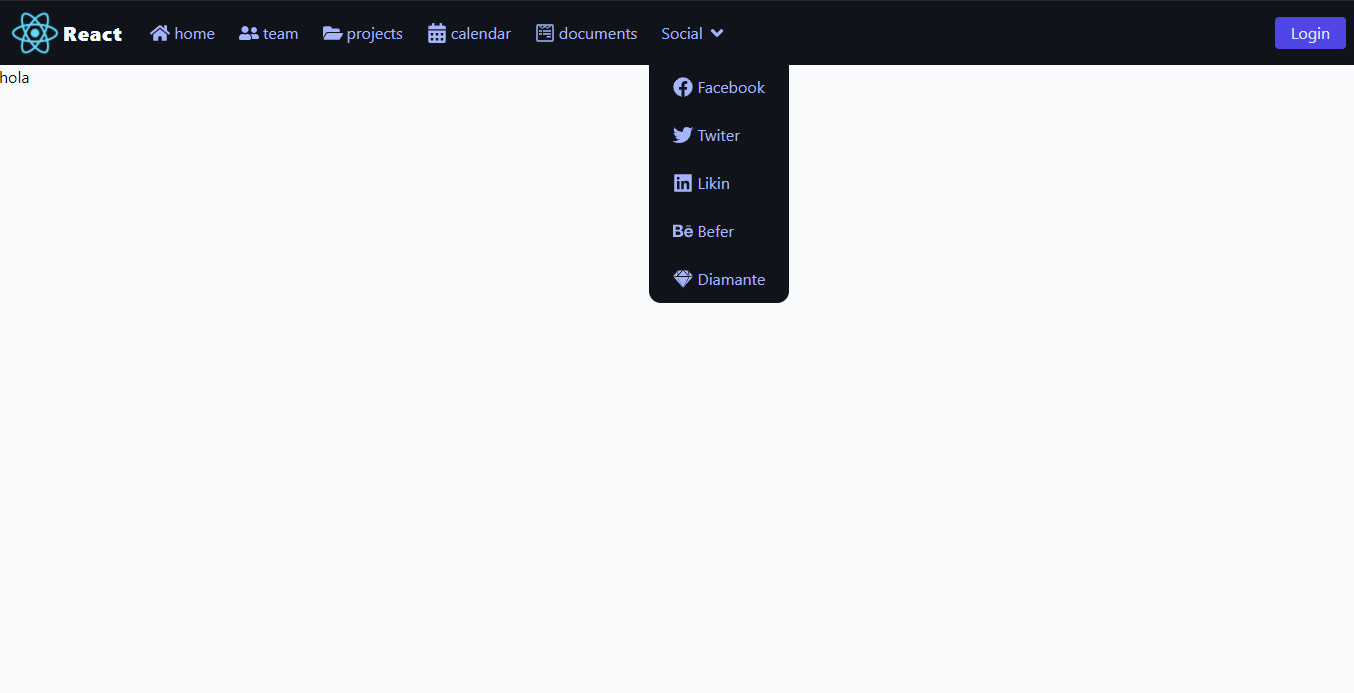 React home team projects calendar documents Social Login
hola
Facebook
Twiter
Likin
Bē Befer
Diamante